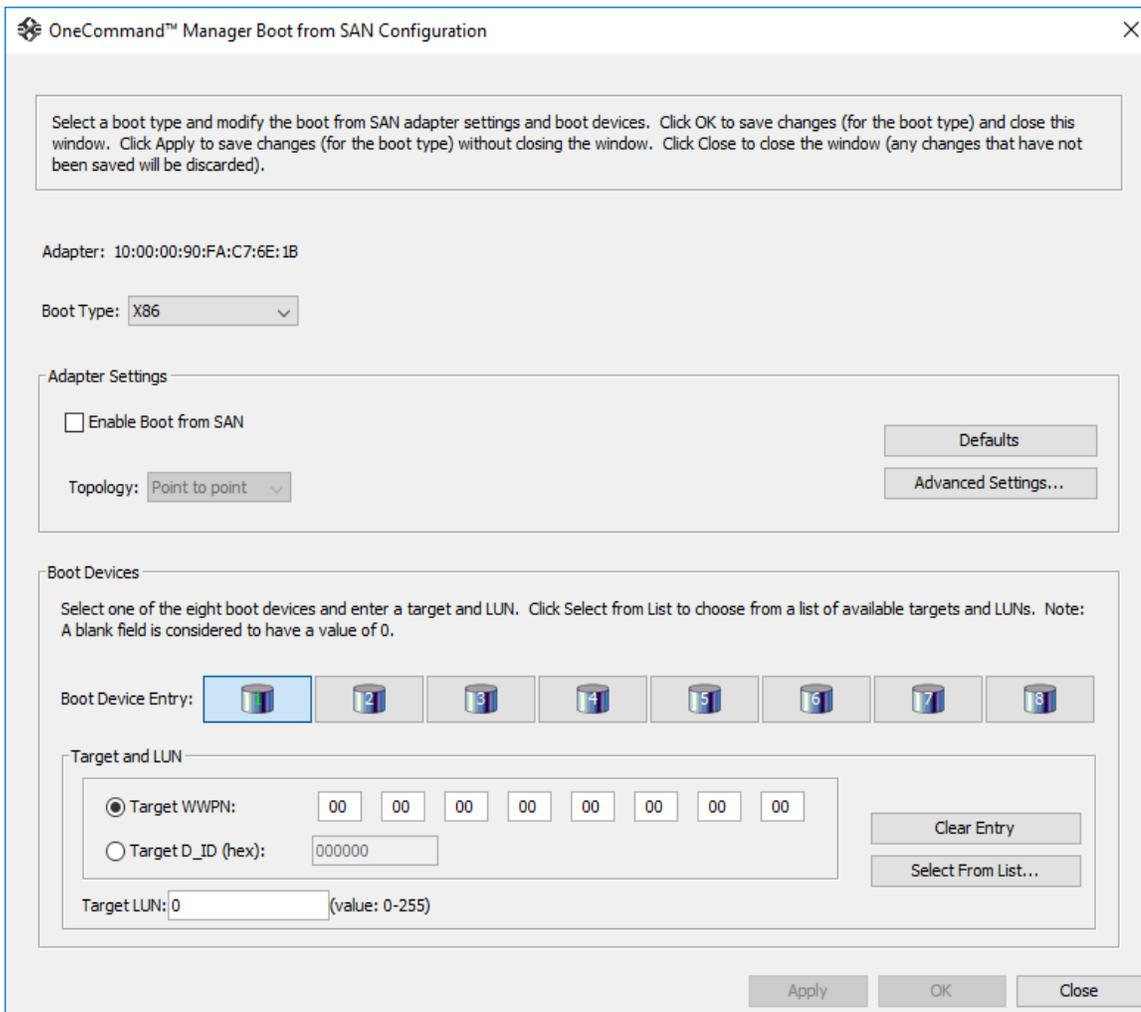 OneCommand™ Manager Boot from SAN Configuration
Select a boot type and modify the boot from SAN adapter settings and boot devices. Click OK to save changes (for the boot type) and close this
window. Click Apply to save changes (for the boot type) without closing the window. Click Close to close the window (any changes that have not
been saved will be discarded).
Adapter: 10:00:00:90:FA:C7:6E:1B
Boot Type: X86
Adapter Settings
Enable Boot from SAN
Defaults
Topology: Point to point
Advanced Settings...
Boot Devices
Select one of the eight boot devices and enter a target and LUN. Click Select from List to choose from a list of available targets and LUNs. Note:
A blank field is considered to have a value of 0.
Boot Device Entry: 1 2 3 4 5 6 7 8
Target and LUN
Target WWPN: 00 00 00 00 00 00 00 00
Clear Entry
Target D_ID (hex): 000000
Select From List...
Target LUN: 0 (value: 0-255)
Apply OK Close